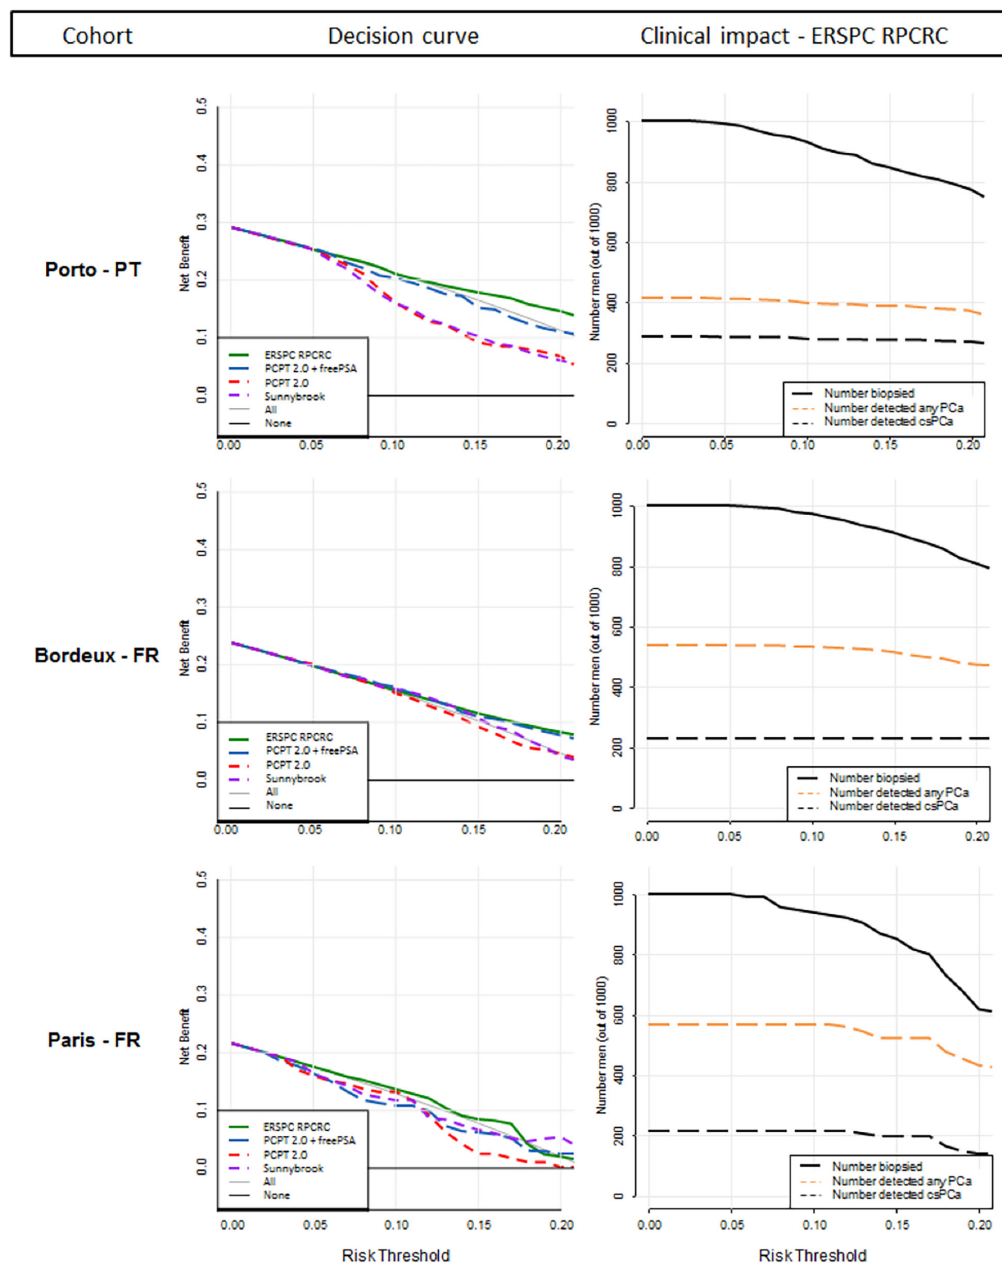 Cohort Decision curve Clinical impact - ERSPC RPCRC
Porto - PT
Net Benefit
0.5
0.4
0.3
0.2
0.1
0.0
ERSPC RPCRC
PCPT 2.0 + freePSA
PCPT 2.0
Sunnybrook
All
None
0.00 0.05 0.10 0.15 0.20
Number men (out of 1000)
1000
800
600
400
200
0
Number biopsied
Number detected any PCa
Number detected csPCa
0.00 0.05 0.10 0.15 0.20
Bordeux - FR
Net Benefit
0.5
0.4
0.3
0.2
0.1
0.0
ERSPC RPCRC
PCPT 2.0 + freePSA
PCPT 2.0
Sunnybrook
All
None
0.00 0.05 0.10 0.15 0.20
Number men (out of 1000)
1000
800
600
400
200
0
Number biopsied
Number detected any PCa
Number detected csPCa
0.00 0.05 0.10 0.15 0.20
Paris - FR
Net Benefit
0.5
0.4
0.3
0.2
0.1
0.0
ERSPC RPCRC
PCPT 2.0 + freePSA
PCPT 2.0
Sunnybrook
All
None
0.00 0.05 0.10 0.15 0.20
Risk Threshold
Number men (out of 1000)
1000
800
600
400
200
0
Number biopsied
Number detected any PCa
Number detected csPCa
0.00 0.05 0.10 0.15 0.20
Risk Threshold